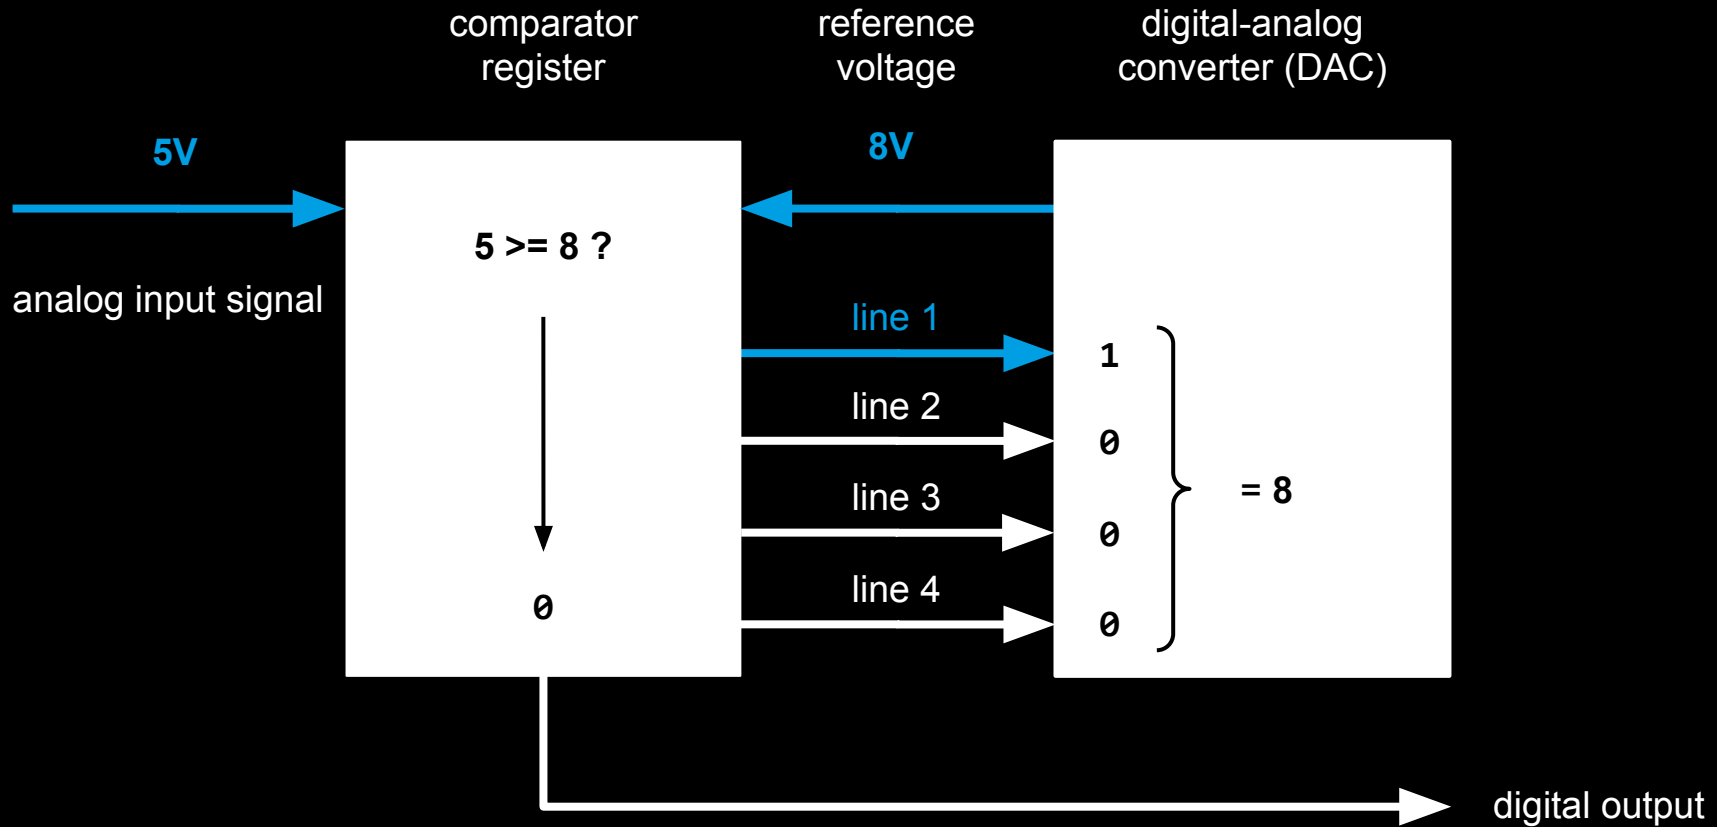 comparator
register
reference
voltage
digital-analog
converter (DAC)
5V
8V
5 >= 8 ?
analog input signal
line 1
1
line 2
0
= 8
line 3
0
line 4
0
0
digital output